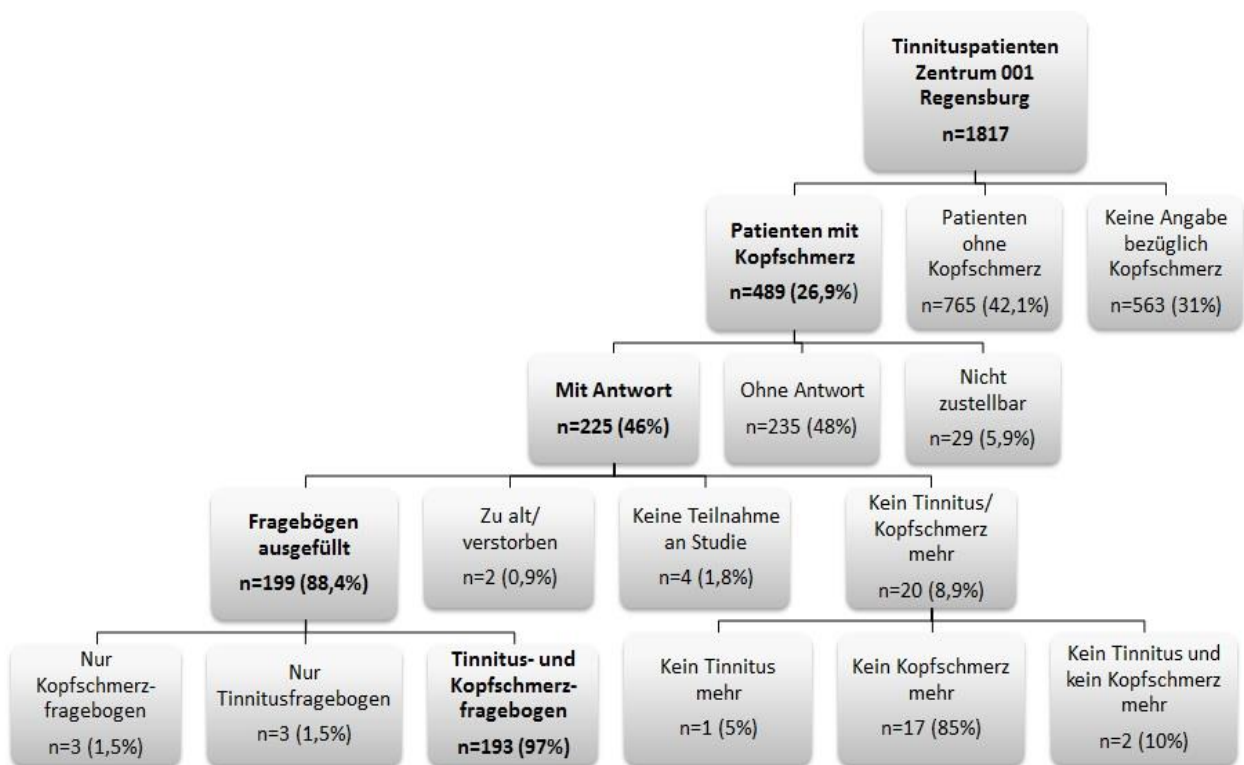 Tinnituspatienten
Zentrum 001
Regensburg
n=1817
Patienten mit
Kopfschmerz
n=489 (26,9%)
Patienten
ohne
Kopfschmerz
n=765 (42,1%)
Keine Angabe
bezüglich
Kopfschmerz
n=563 (31%)
Mit Antwort
n=225 (46%)
Ohne Antwort
n=235 (48%)
Nicht
zustellbar
n=29 (5,9%)
Fragebögen
ausgefüllt
n=199 (88,4%)
Zu alt/
verstorben
n=2 (0,9%)
Keine Teilnahme
an Studie
n=4 (1,8%)
Kein Tinnitus/
Kopfschmerz
mehr
n=20 (8,9%)
Nur
Kopfschmerz-
fragebogen
n=3 (1,5%)
Nur
Tinnitusfragebogen
n=3 (1,5%)
Tinnitus- und
Kopfschmerz-
fragebogen
n=193 (97%)
Kein Tinnitus
mehr
n=1 (5%)
Kein Kopfschmerz
mehr
n=17 (85%)
Kein Tinnitus und
kein Kopfschmerz
mehr
n=2 (10%)